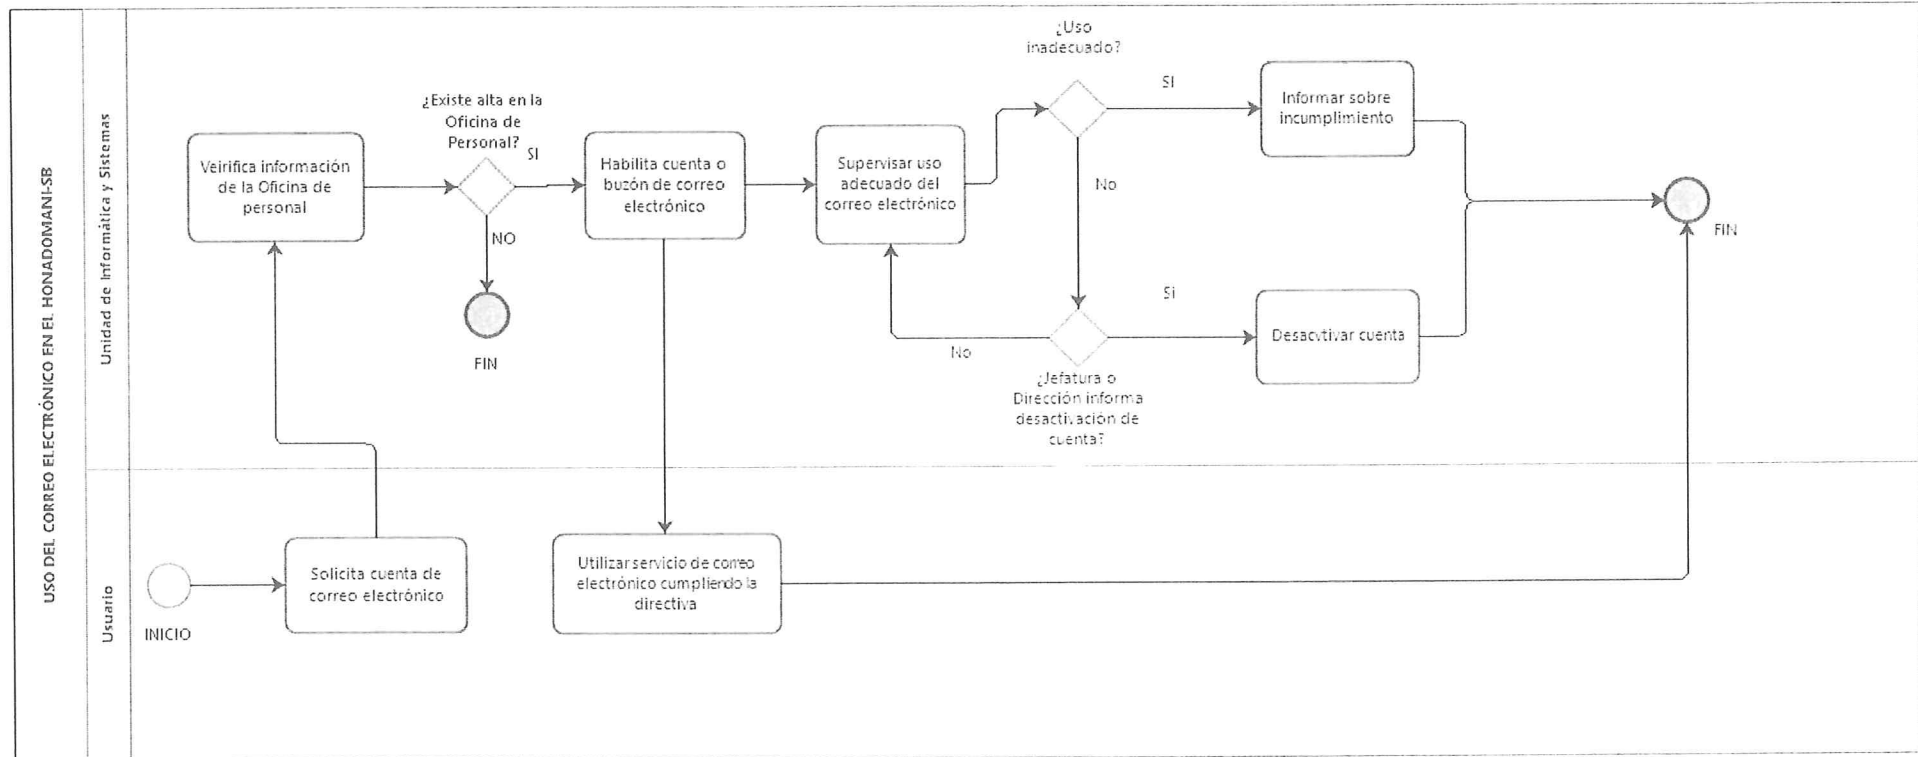 USO DEL CORREO ELECTRÓNICO EN EL HONADOMANI-SB
Unidad de Informática y Sistemas
¿Existe alta en la
Oficina de
Personal?
SI
NO
FIN
Veirifica información
de la Oficina de
personal
Habilita cuenta o
buzón de correo
electrónico
Supervisar uso
adecuado del
correo electrónico
¿Uso
inadecuado?
SI
No
Informar sobre
incumplimiento
¿Jefatura o
Dirección informa
desactivación de
cuenta?
Si
No
Desacvtivar cuenta
FIN
Usuario
INICIO
Solicita cuenta de
correo electrónico
Utilizar servicio de correo
electrónico cumpliendo la
directiva